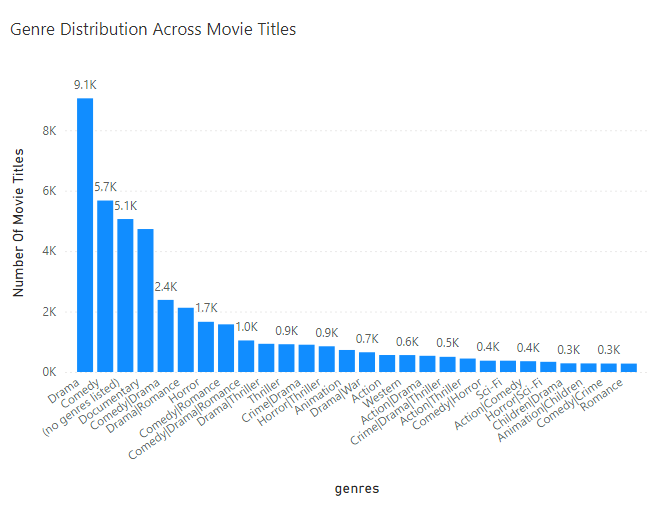 Genre Distribution Across Movie Titles
Number Of Movie Titles
8K
6K
4K
2K
0K
9.1K
5.7K
5.1K
2.4K
1.7K
1.0K
0.9K
0.9K
0.7K
0.6K
0.5K
0.4K
0.4K
0.3K
0.3K
Drama
Comedy
(no genres listed)
Documentary
Comedy|Drama
Drama|Romance
Horror
Comedy|Romance
Comedy|Drama|Romance
Drama|Thriller
Thriller
Crime|Drama
Horror|Thriller
Animation
Drama|War
Action
Western
Action|Drama
Crime|Drama|Thriller
Action|Thriller
Comedy|Horror
Sci-Fi
Action|Comedy
Horror|Sci-Fi
Children|Drama
Animation|Children
Comedy|Crime
Romance
genres